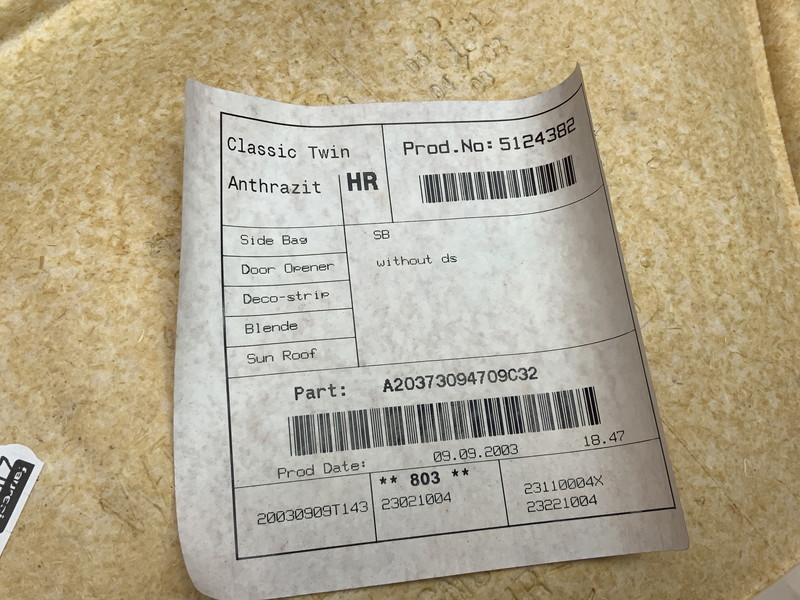 Classic Twin
Anthrazit
HR
Prod.No: 5124382
Side Bag
SB
Door Opener
without ds
Deco-strip
Blende
Sun Roof
Part: A20373094709C32
Prod Date: 09.09.2003 18.47
20030909T143
** 803 **
23021004
23110004X
23221004